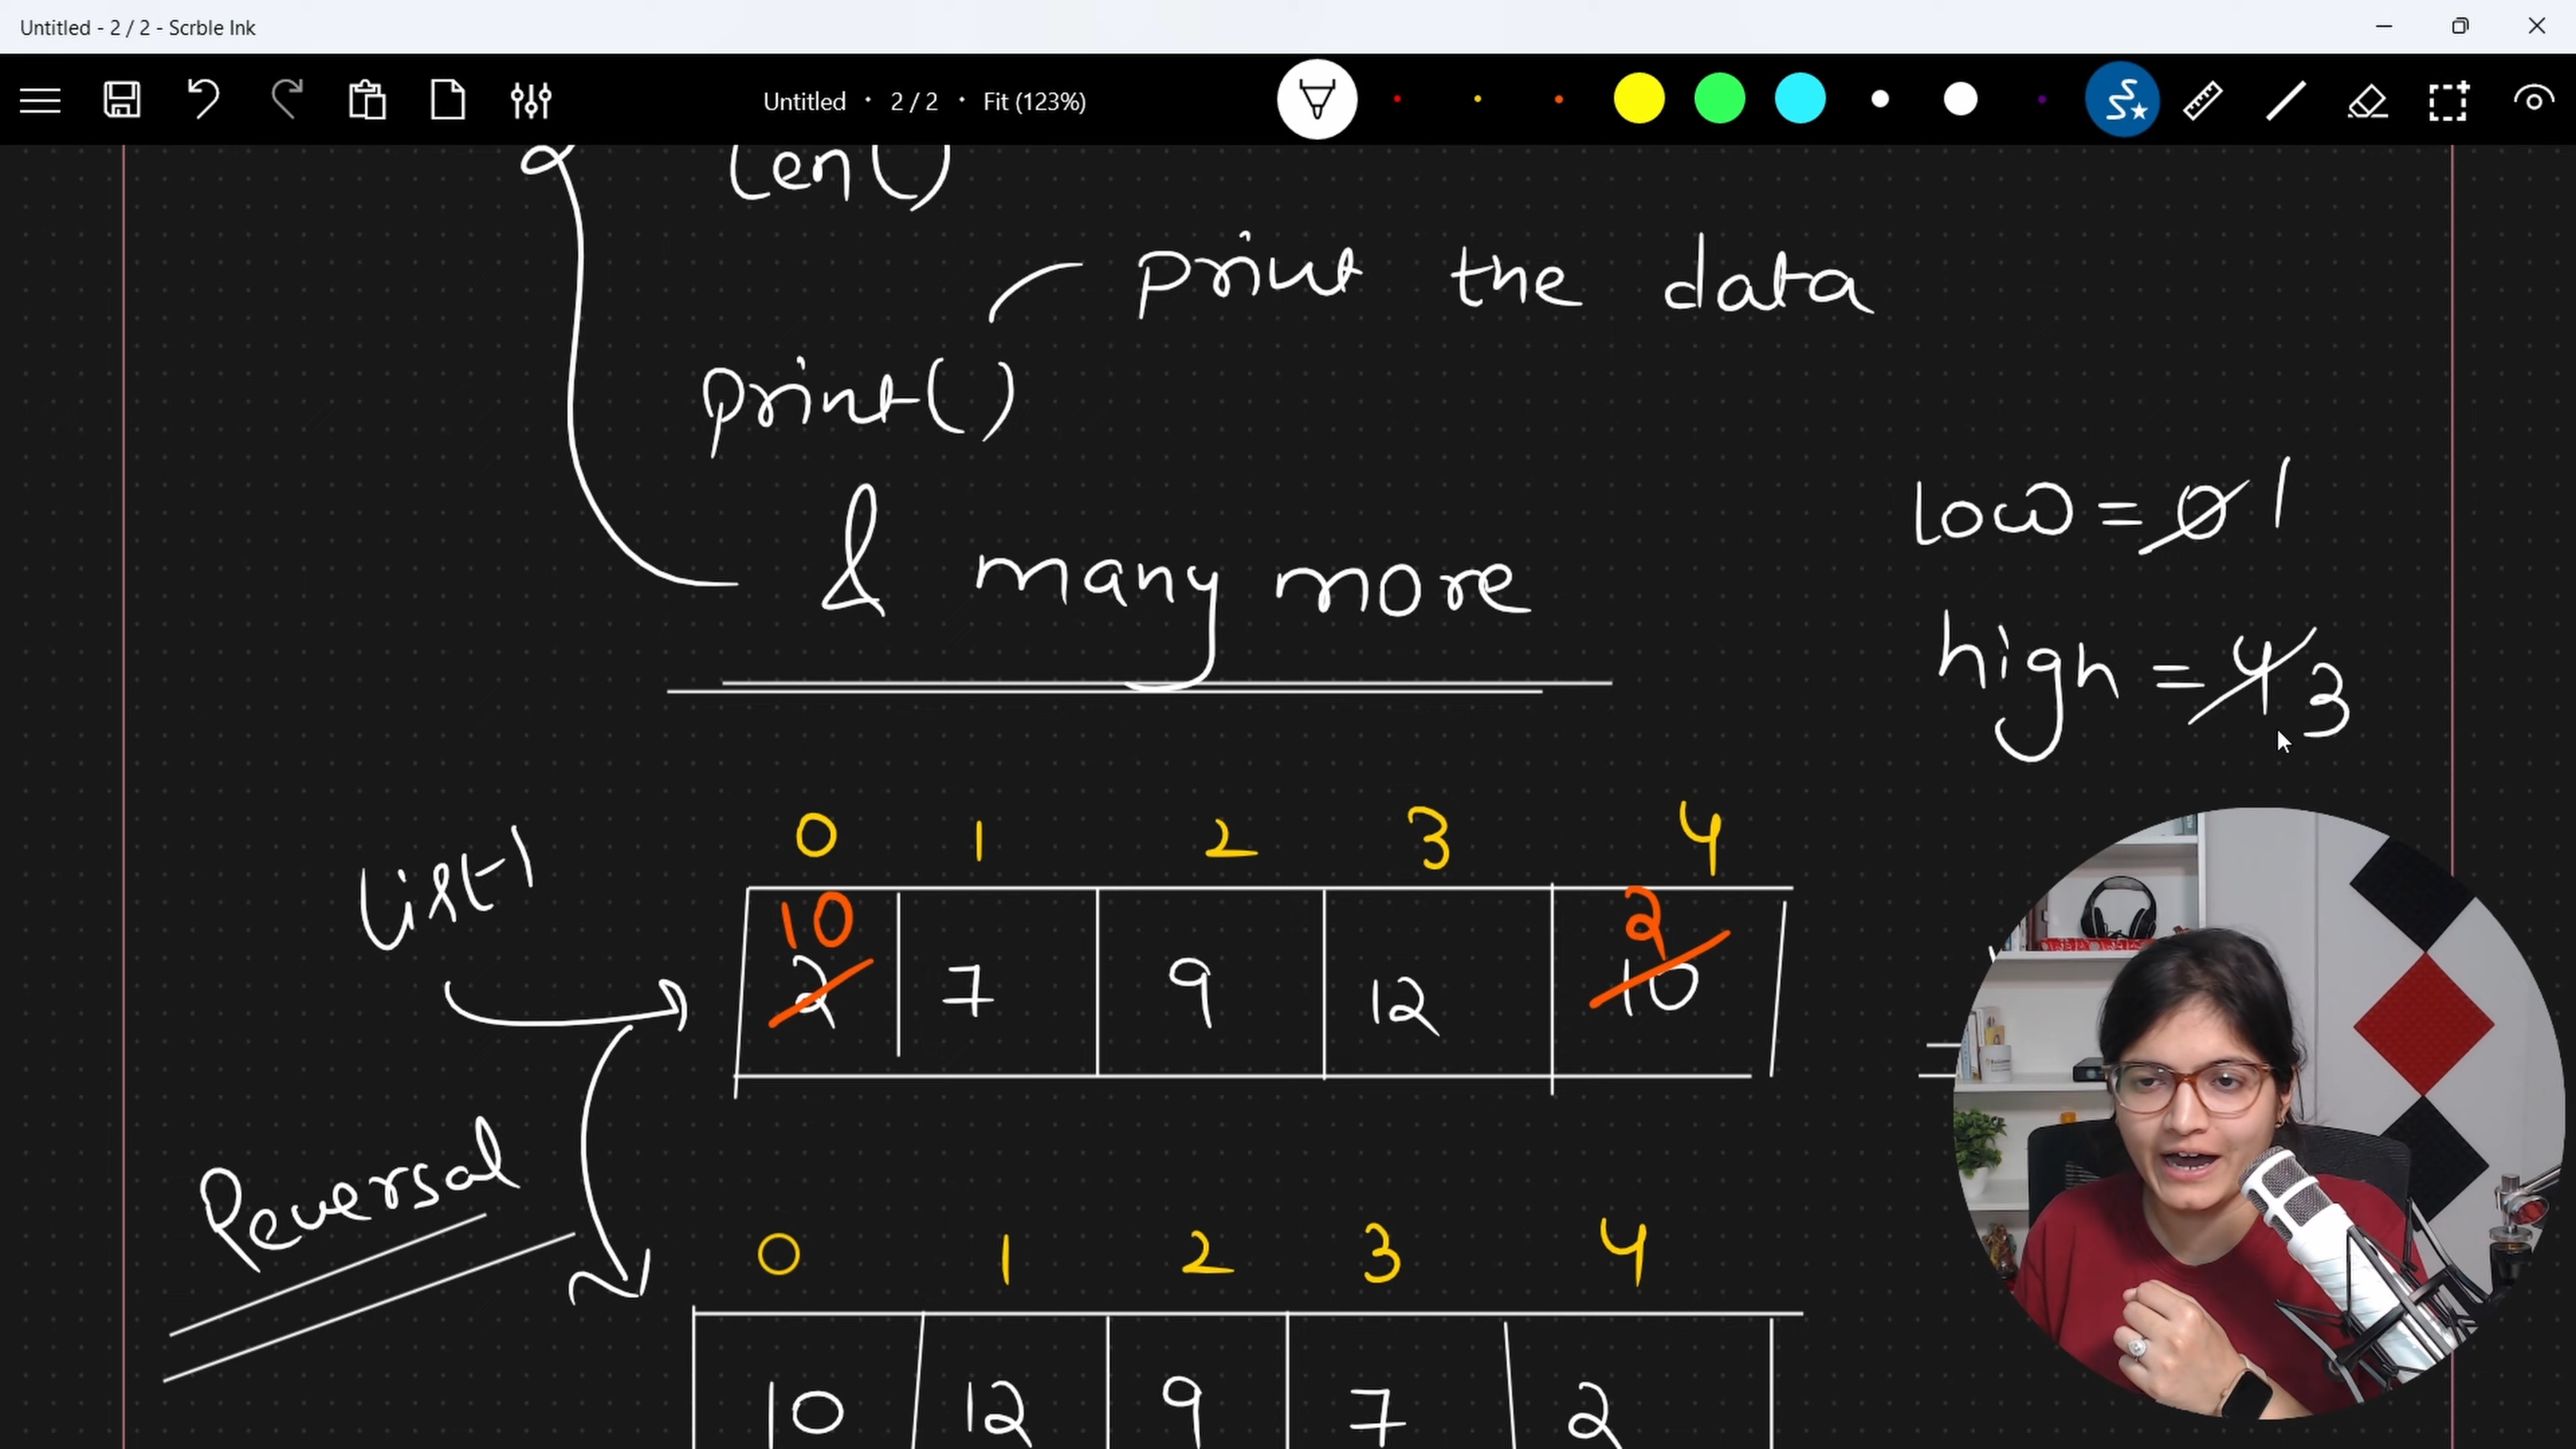 Untitled - 2 / 2 - Scrble Ink
Untitled • 2 / 2 • Fit (123%)
len()
print the data
print()
& many more
low = 0 1
high = 4 3
0 1 2 3 4
List1
10 2
2 7 9 12 10
Reversal
0 1 2 3 4
10 12 9 7 2